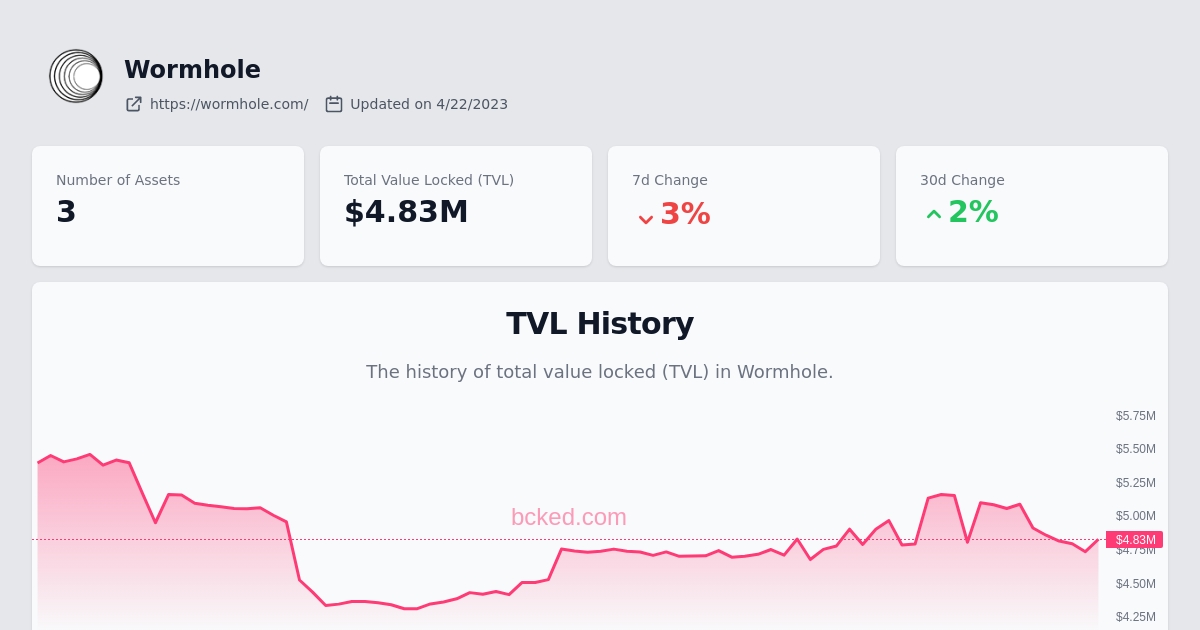 Wormhole
https://wormhole.com/ Updated on 4/22/2023
Number of Assets
3
Total Value Locked (TVL)
$4.83M
7d Change
3%
30d Change
2%
TVL History
The history of total value locked (TVL) in Wormhole.
$5.75M
$5.50M
$5.25M
bcked.com
$5.00M
$4.83M
$4.75M
$4.50M
$4.25M